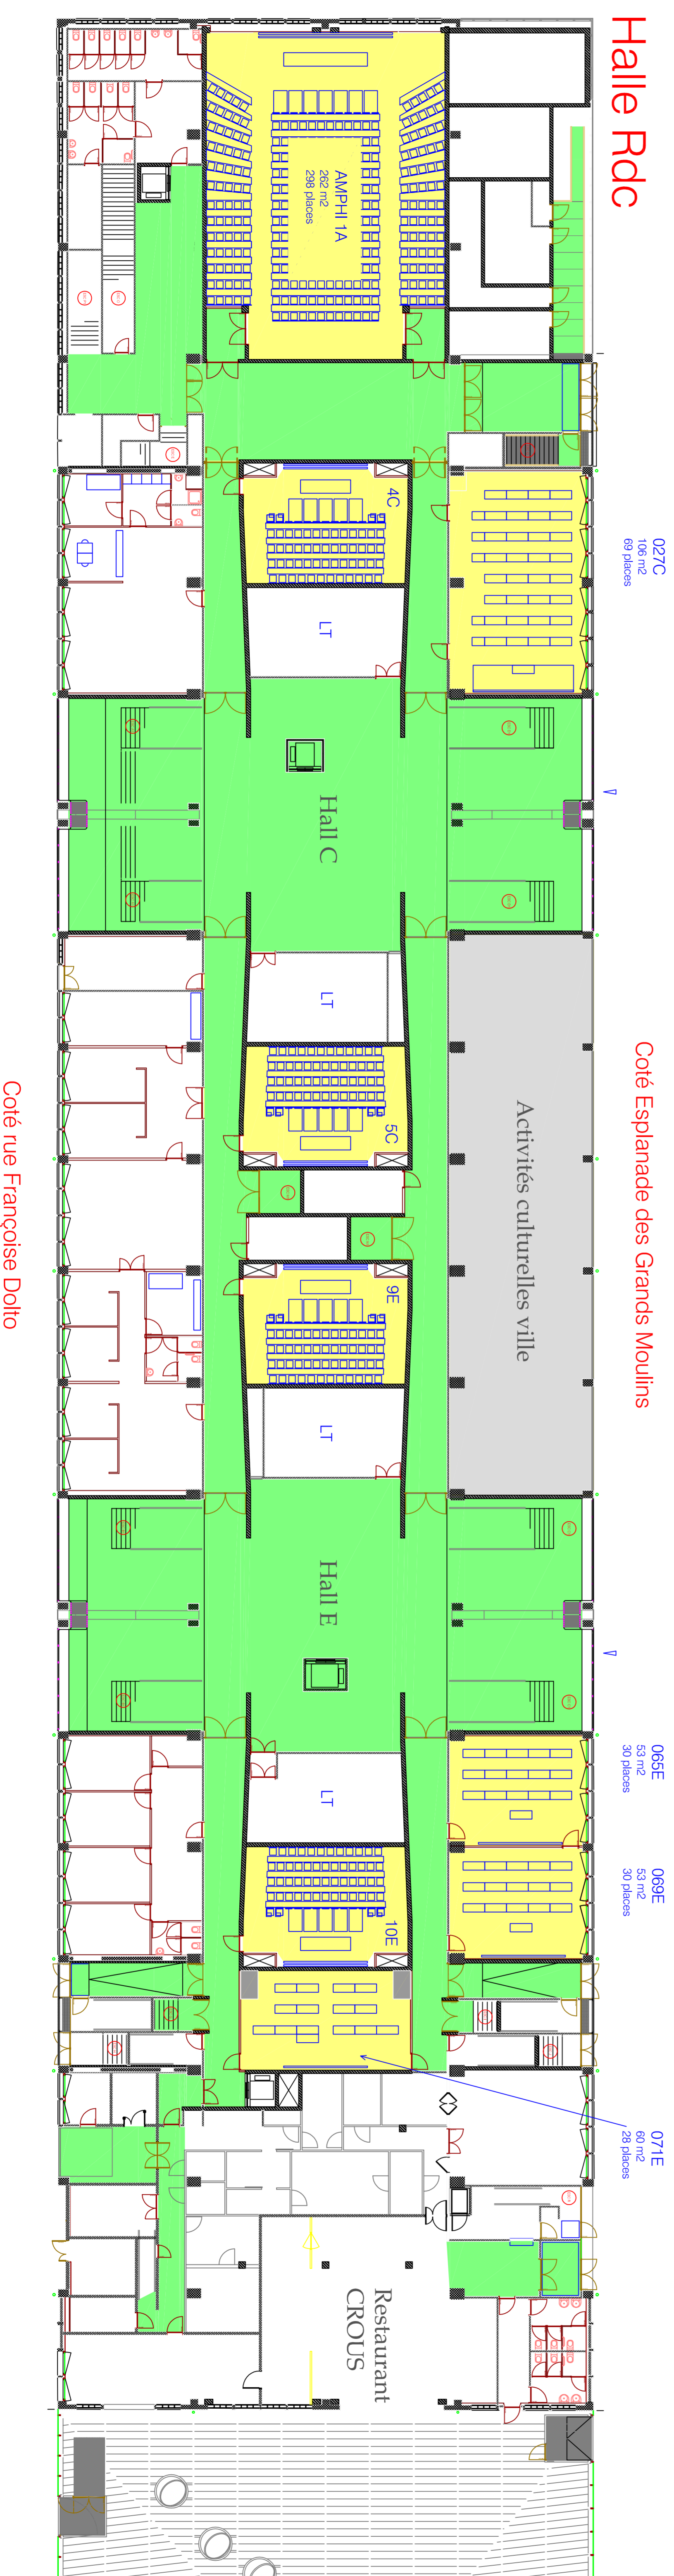 Halle Rdc
AMPHI 1A
262 m2
298 places
4C
027C
106 m2
69 places
LT
Hall C
LT
5C
Activités culturelles ville
Coté Esplanade des Grands Moulins
Coté rue Françoise Dolto
9E
LT
Hall E
065E
53 m2
30 places
LT
069E
53 m2
30 places
10E
071E
60 m2
28 places
Restaurant
CROUS